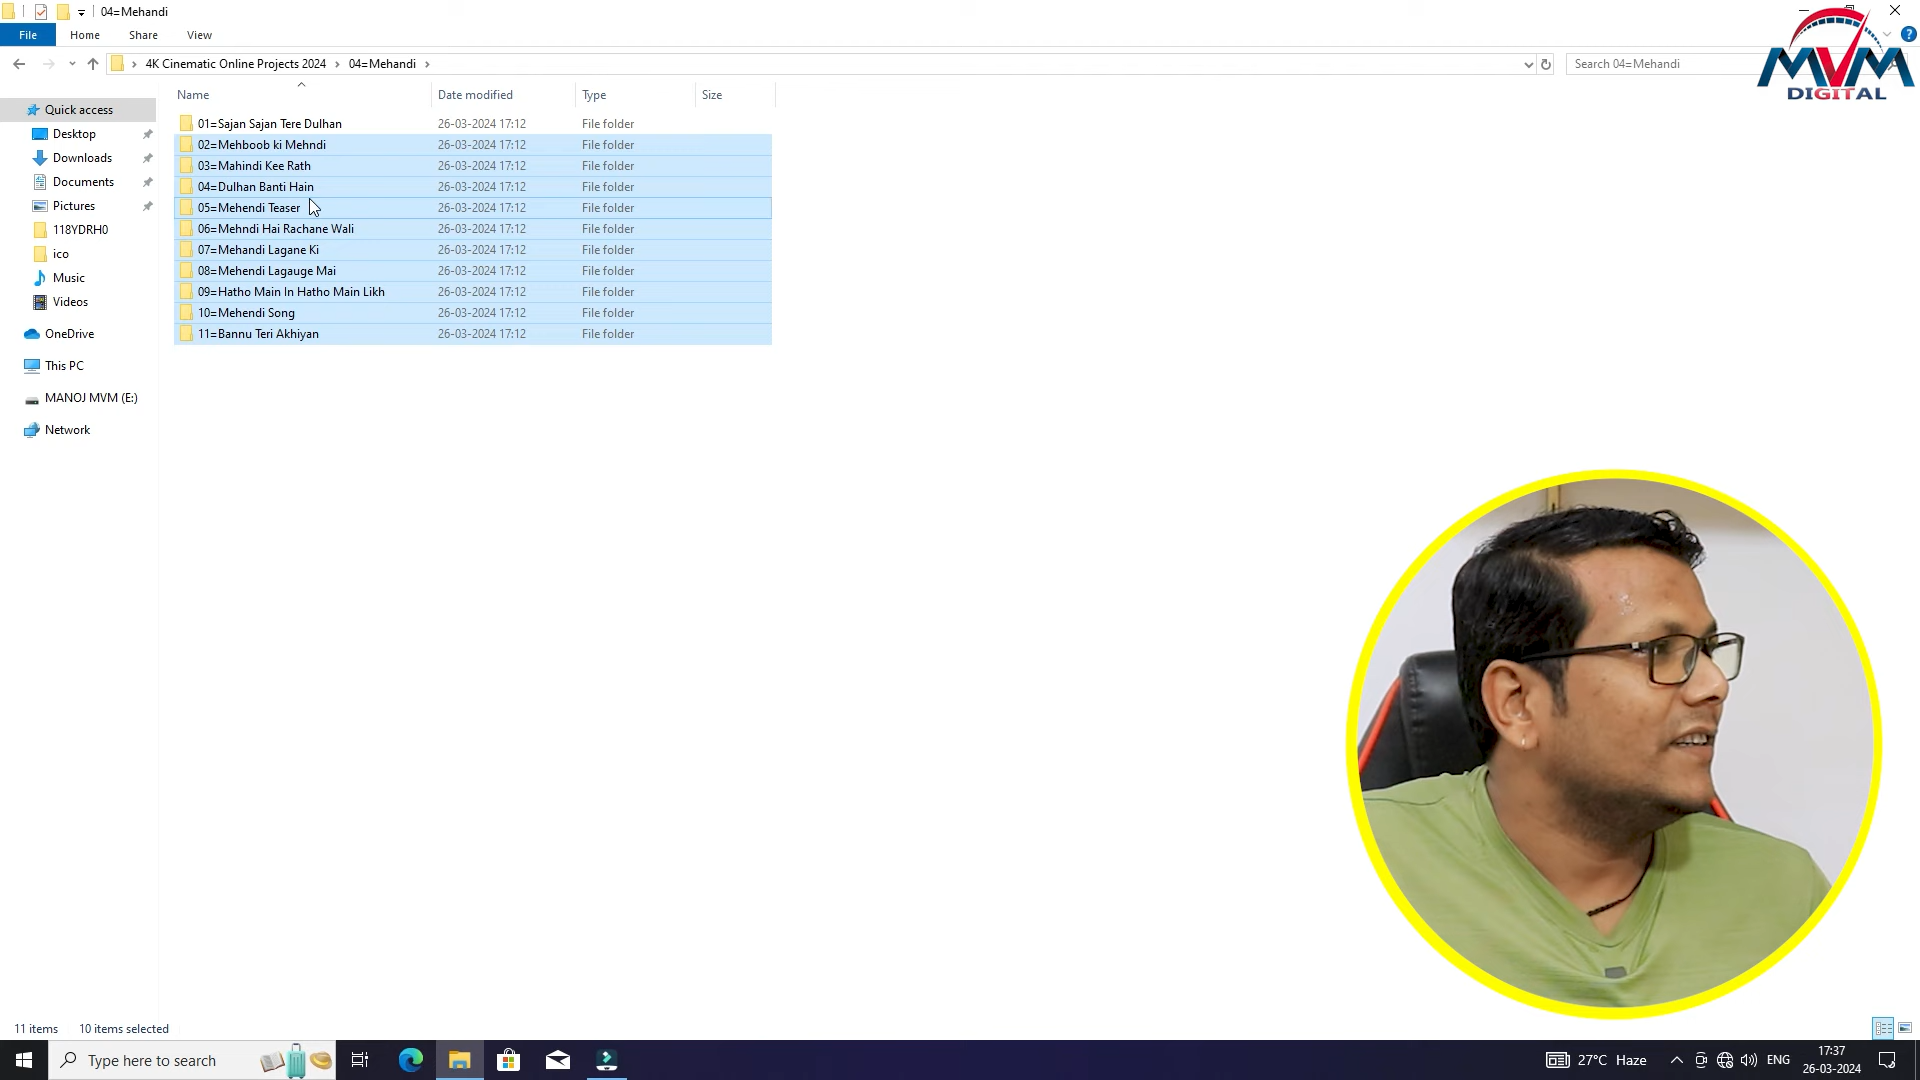 04=Mehandi
File Home Share View
4K Cinematic Online Projects 2024 04=Mehandi Search 04=Mehandi
MVM
DIGITAL
Name Date modified Type Size
Quick access
Desktop
Downloads
Documents
Pictures
118YDRH0
ico
Music
Videos
OneDrive
This PC
MANOJ MVM (E:)
Network
01=Sajan Sajan Tere Dulhan 26-03-2024 17:12 File folder
02=Mehboob ki Mehndi 26-03-2024 17:12 File folder
03=Mahindi Kee Rath 26-03-2024 17:12 File folder
04=Dulhan Banti Hain 26-03-2024 17:12 File folder
05=Mehendi Teaser 26-03-2024 17:12 File folder
06=Mehndi Hai Rachane Wali 26-03-2024 17:12 File folder
07=Mehandi Lagane Ki 26-03-2024 17:12 File folder
08=Mehendi Lagauge Mai 26-03-2024 17:12 File folder
09=Hatho Main In Hatho Main Likh 26-03-2024 17:12 File folder
10=Mehendi Song 26-03-2024 17:12 File folder
11=Bannu Teri Akhiyan 26-03-2024 17:12 File folder
11 items 10 items selected
Type here to search
27°C Haze ENG
17:37
26-03-2024